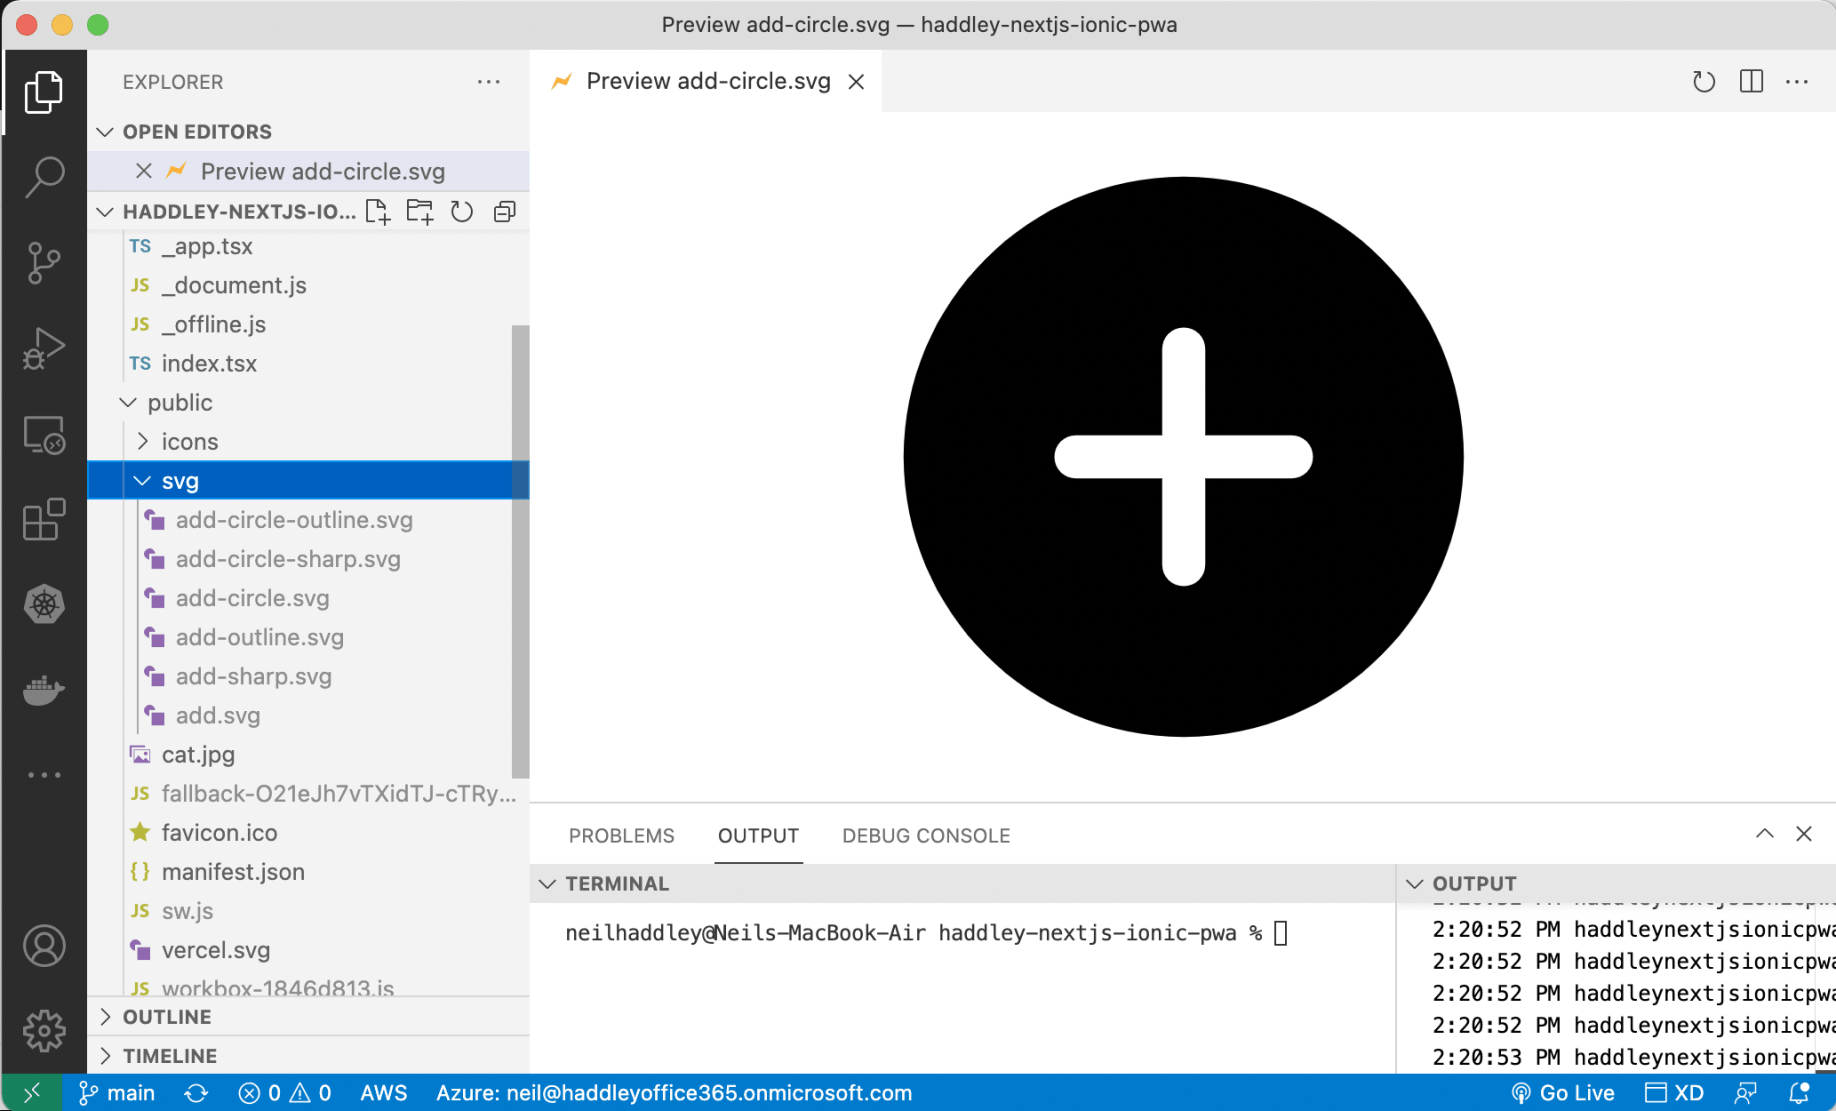 Preview add-circle.svg — haddley-nextjs-ionic-pwa
EXPLORER
Preview add-circle.svg
OPEN EDITORS
Preview add-circle.svg
HADDLEY-NEXTJS-IO...
TS _app.tsx
JS _document.js
JS _offline.js
TS index.tsx
public
icons
svg
add-circle-outline.svg
add-circle-sharp.svg
add-circle.svg
add-outline.svg
add-sharp.svg
add.svg
cat.jpg
JS fallback-O21eJh7vTXidTJ-cTRy...
favicon.ico
{} manifest.json
JS sw.js
vercel.svg
JS workbox-1846d813.js
OUTLINE
TIMELINE
PROBLEMS OUTPUT DEBUG CONSOLE
TERMINAL
neilhaddley@Neils-MacBook-Air haddley-nextjs-ionic-pwa %
OUTPUT
2:20:52 PM haddleynextjsionicpwa
2:20:52 PM haddleynextjsionicpwa
2:20:52 PM haddleynextjsionicpwa
2:20:52 PM haddleynextjsionicpwa
2:20:53 PM haddleynextjsionicpwa
main 0 0 AWS Azure: neil@haddleyoffice365.onmicrosoft.com Go Live XD